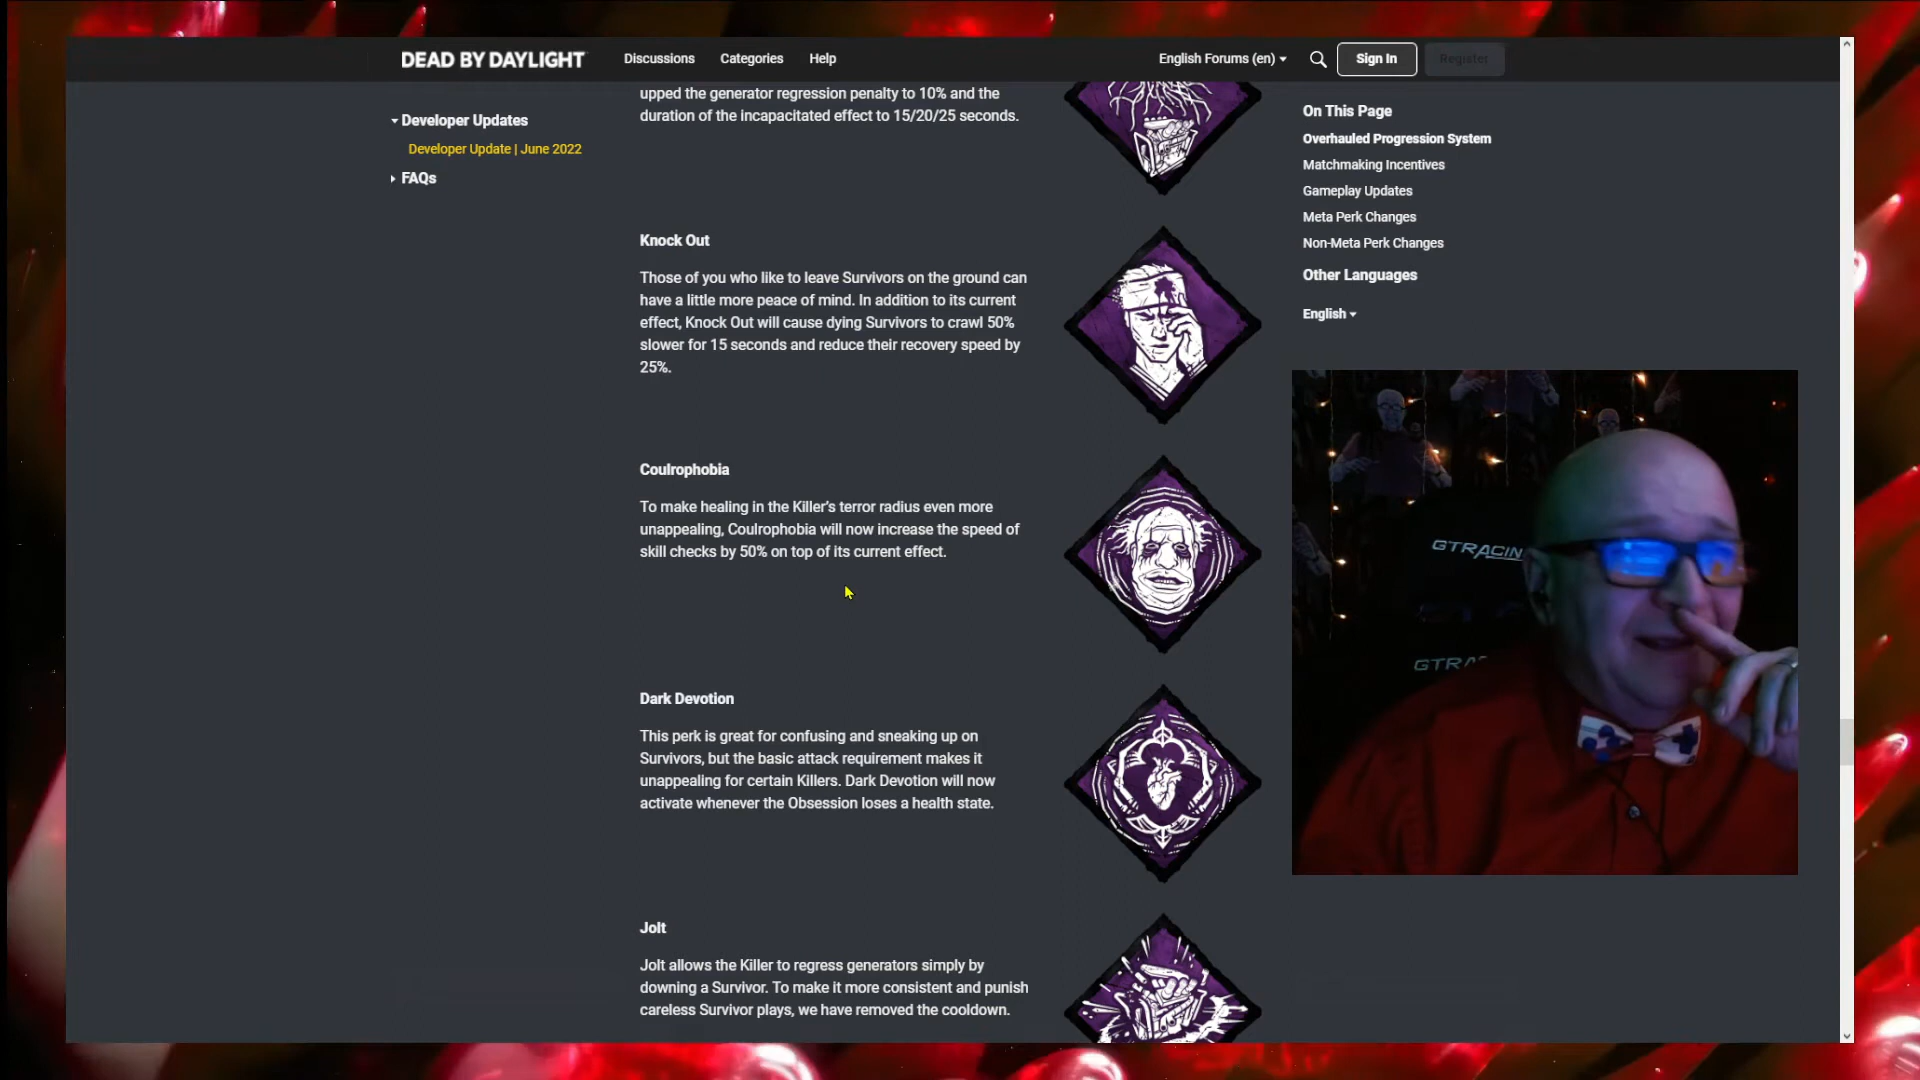 DEAD BY DAYLIGHT
Discussions
Categories
Help
English Forums (en)
Sign In
Register
Developer Updates
Developer Update | June 2022
FAQs
upped the generator regression penalty to 10% and the
duration of the incapacitated effect to 15/20/25 seconds.
Knock Out
Those of you who like to leave Survivors on the ground can
have a little more peace of mind. In addition to its current
effect, Knock Out will cause dying Survivors to crawl 50%
slower for 15 seconds and reduce their recovery speed by
25%.
Coulrophobia
To make healing in the Killer's terror radius even more
unappealing, Coulrophobia will now increase the speed of
skill checks by 50% on top of its current effect.
Dark Devotion
This perk is great for confusing and sneaking up on
Survivors, but the basic attack requirement makes it
unappealing for certain Killers. Dark Devotion will now
activate whenever the Obsession loses a health state.
Jolt
Jolt allows the Killer to regress generators simply by
downing a Survivor. To make it more consistent and punish
careless Survivor plays, we have removed the cooldown.
On This Page
Overhauled Progression System
Matchmaking Incentives
Gameplay Updates
Meta Perk Changes
Non-Meta Perk Changes
Other Languages
English
GTRACIN
GTRA